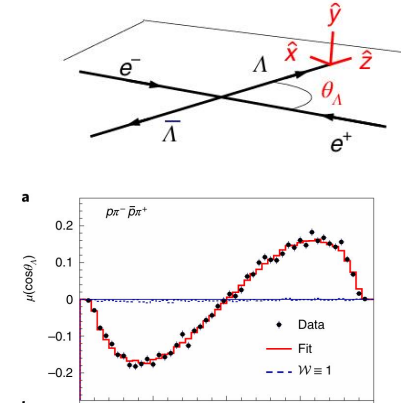 ŷ
x̂ ẑ
e⁻ Λ θ_Λ
Λ̄ e⁺
a
pπ⁻ p̄π⁺
0.2
0.1
0
−0.1
−0.2
μ(cosθ_Λ)
Data
Fit
𝒲 ≡ 1